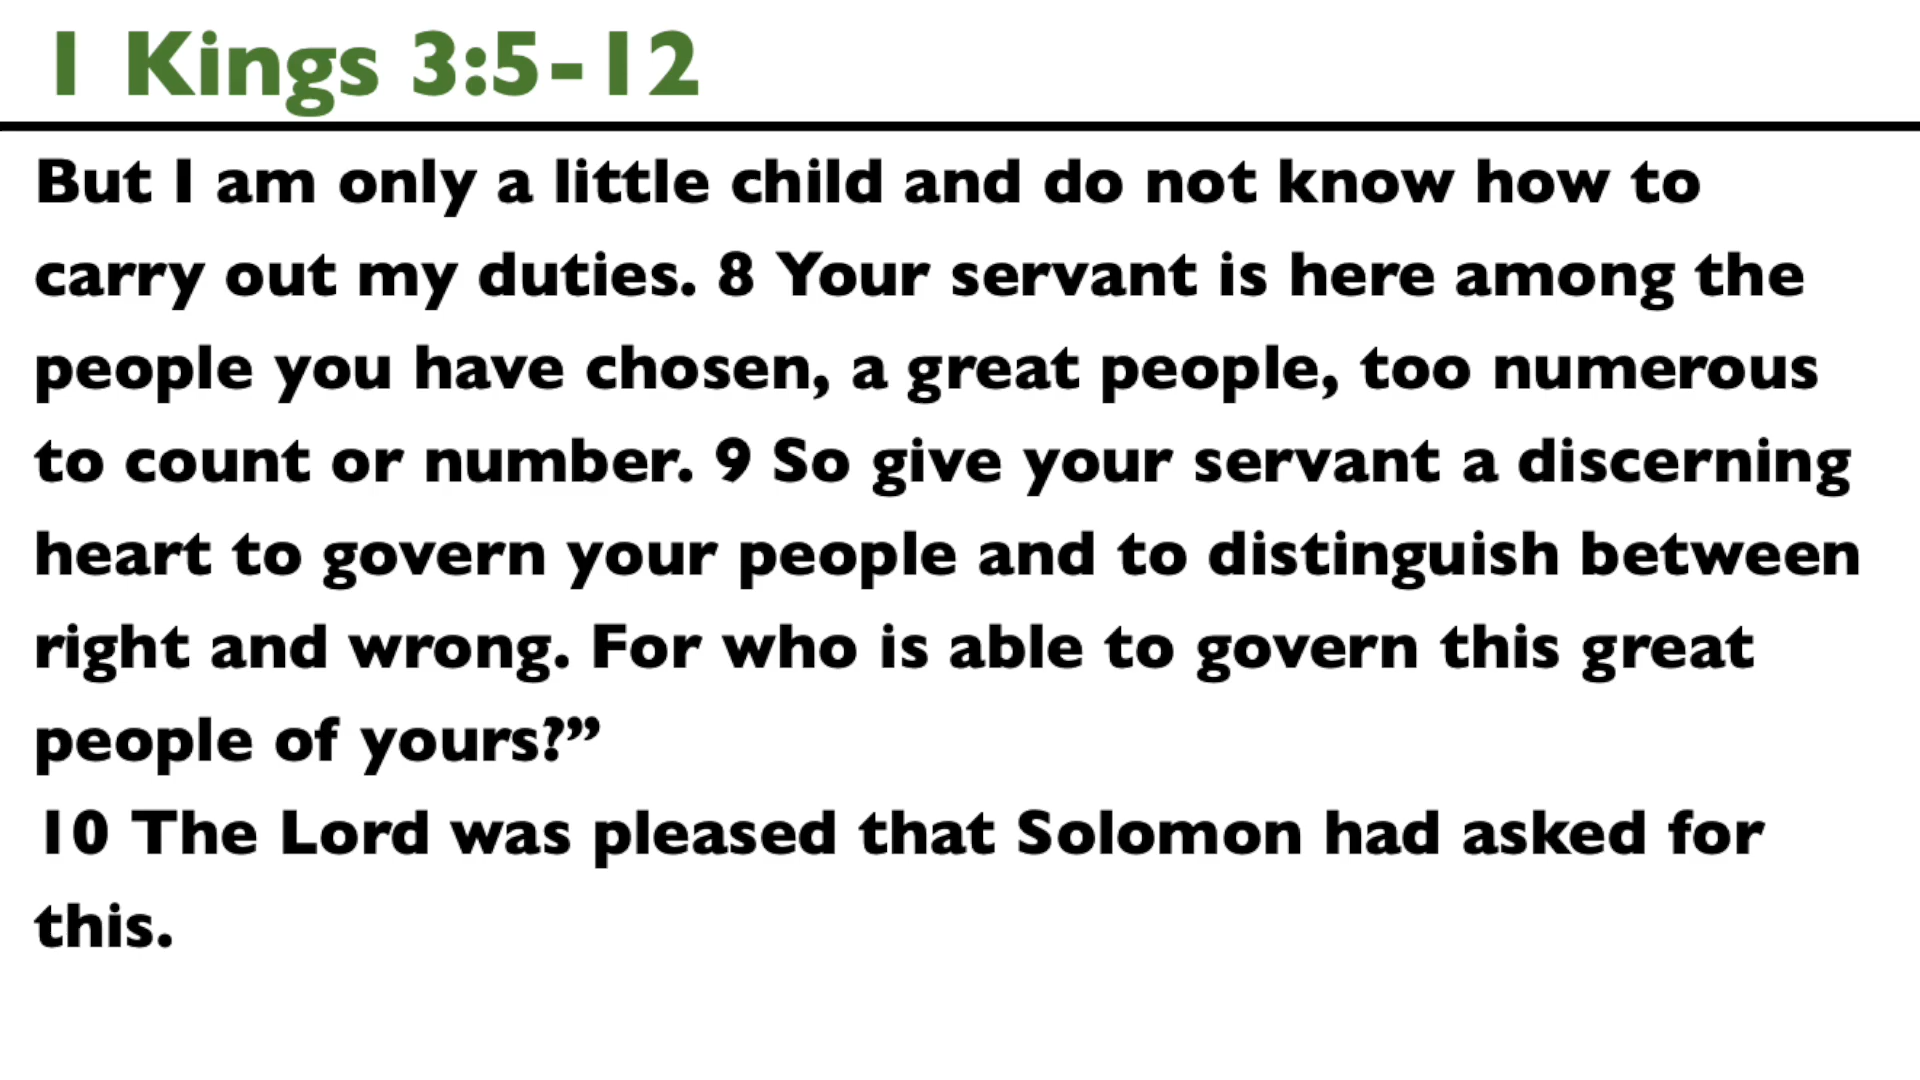 1 Kings 3:5-12
But I am only a little child and do not know how to
carry out my duties. 8 Your servant is here among the
people you have chosen, a great people, too numerous
to count or number. 9 So give your servant a discerning
heart to govern your people and to distinguish between
right and wrong. For who is able to govern this great
people of yours?”
10 The Lord was pleased that Solomon had asked for
this.